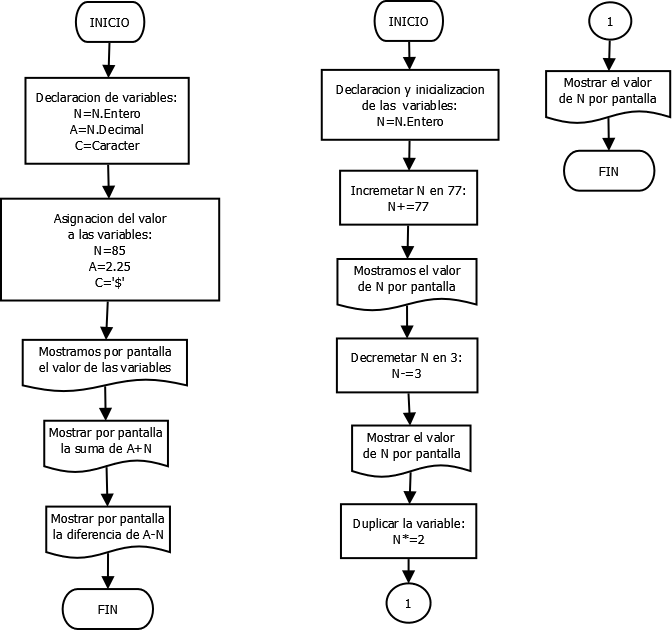 INICIO
Declaracion de variables:
N=N.Entero
A=N.Decimal
C=Caracter
Asignacion del valor
a las variables:
N=85
A=2.25
C='$'
Mostramos por pantalla
el valor de las variables
Mostrar por pantalla
la suma de A+N
Mostrar por pantalla
la diferencia de A-N
FIN
INICIO
Declaracion y inicilizacion
de las variables:
N=N.Entero
Incremetar N en 77:
N+=77
Mostramos el valor
de N por pantalla
Decremetar N en 3:
N-=3
Mostrar el valor
de N por pantalla
Duplicar la variable:
N*=2
1
1
Mostrar el valor
de N por pantalla
FIN